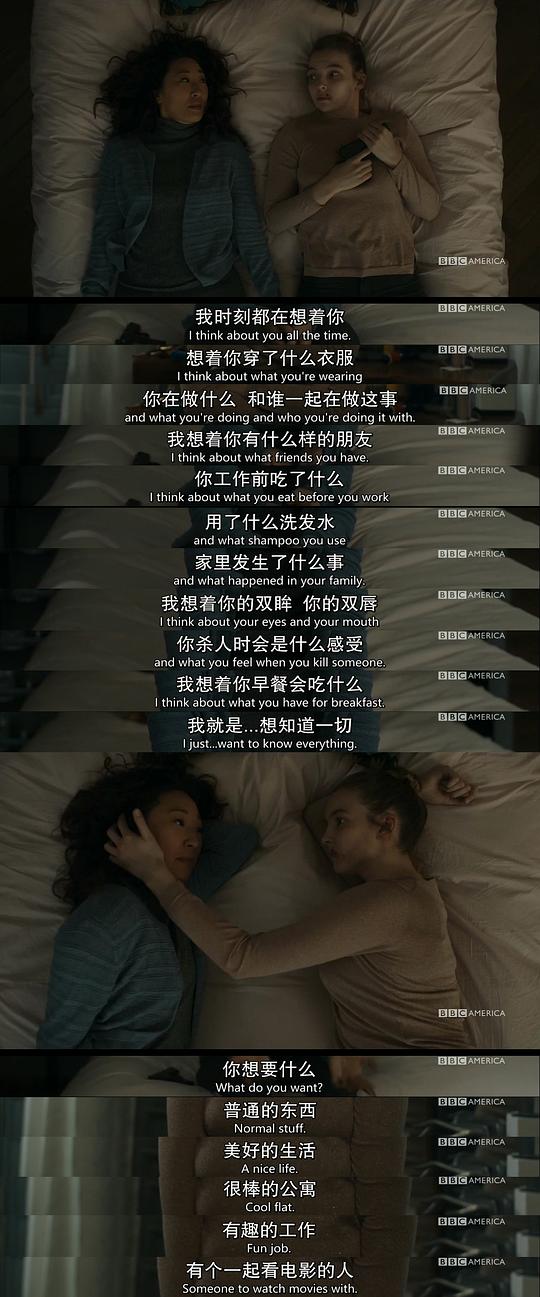 BBC AMERICA
BBC AMERICA
我时刻都在想着你
I think about you all the time.
BBC AMERICA
想着你穿了什么衣服
I think about what you're wearing
BBC AMERICA
你在做什么 和谁一起在做这事
and what you're doing and who you're doing it with.
BBC AMERICA
我想着你有什么样的朋友
I think about what friends you have.
BBC AMERICA
你工作前吃了什么
I think about what you eat before you work
BBC AMERICA
用了什么洗发水
and what shampoo you use
BBC AMERICA
家里发生了什么事
and what happened in your family.
BBC AMERICA
我想着你的双眸 你的双唇
I think about your eyes and your mouth
BBC AMERICA
你杀人时会是什么感受
and what you feel when you kill someone.
BBC AMERICA
我想着你早餐会吃什么
I think about what you have for breakfast.
BBC AMERICA
我就是...想知道一切
I just...want to know everything.
BBC AMERICA
BBC AMERICA
你想要什么
What do you want?
BBC AMERICA
普通的东西
Normal stuff.
BBC AMERICA
美好的生活
A nice life.
BBC AMERICA
很棒的公寓
Cool flat.
BBC AMERICA
有趣的工作
Fun job.
BBC AMERICA
有个一起看电影的人
Someone to watch movies with.